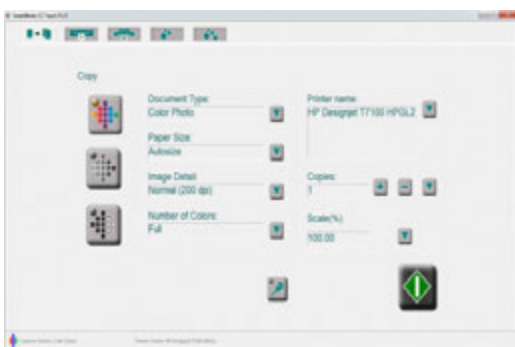 Copy
Document Type:
Color Photo
Paper Size:
Autosize
Image Detail:
Normal (200 dpi)
Number of Colors:
Full
Printer name:
HP Designjet T7100 HPGL2
Copies:
1
Scale(%):
100.00